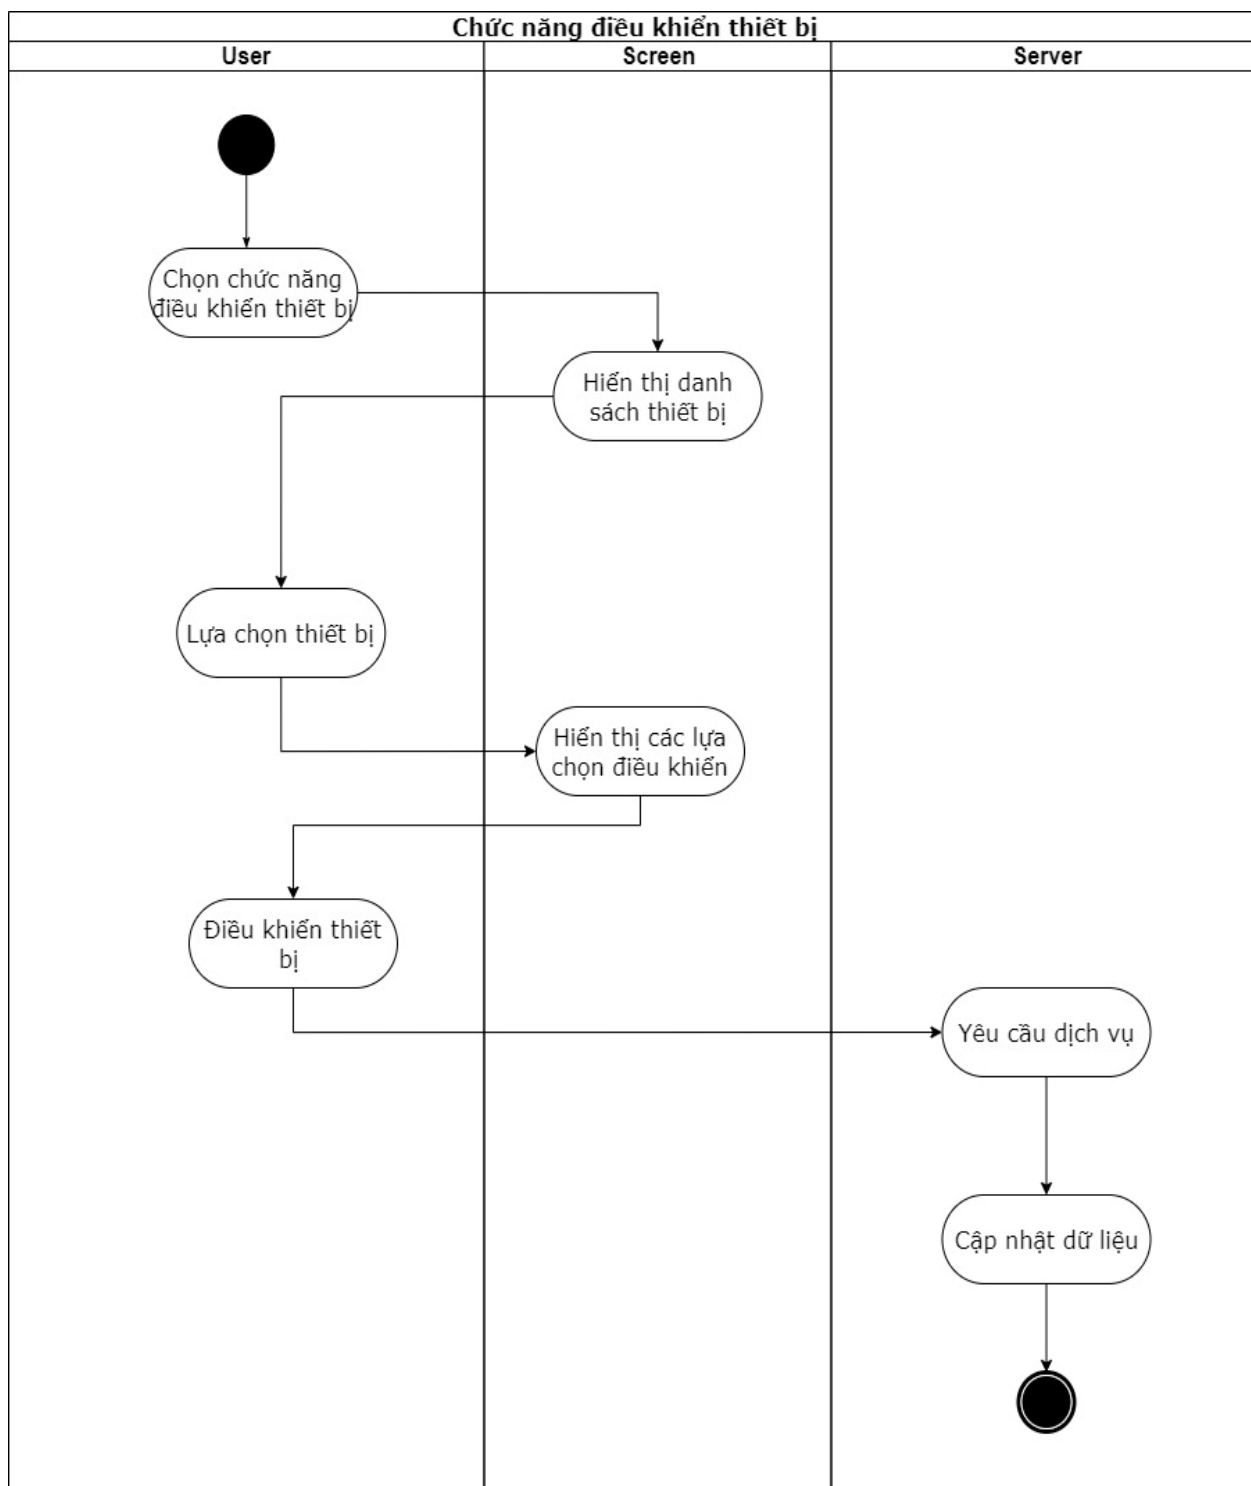 Chức năng điều khiển thiết bị
User
Screen
Server
Chọn chức năng
điều khiển thiết bị
Hiển thị danh
sách thiết bị
Lựa chọn thiết bị
Hiển thị các lựa
chọn điều khiển
Điều khiển thiết
bị
Yêu cầu dịch vụ
Cập nhật dữ liệu